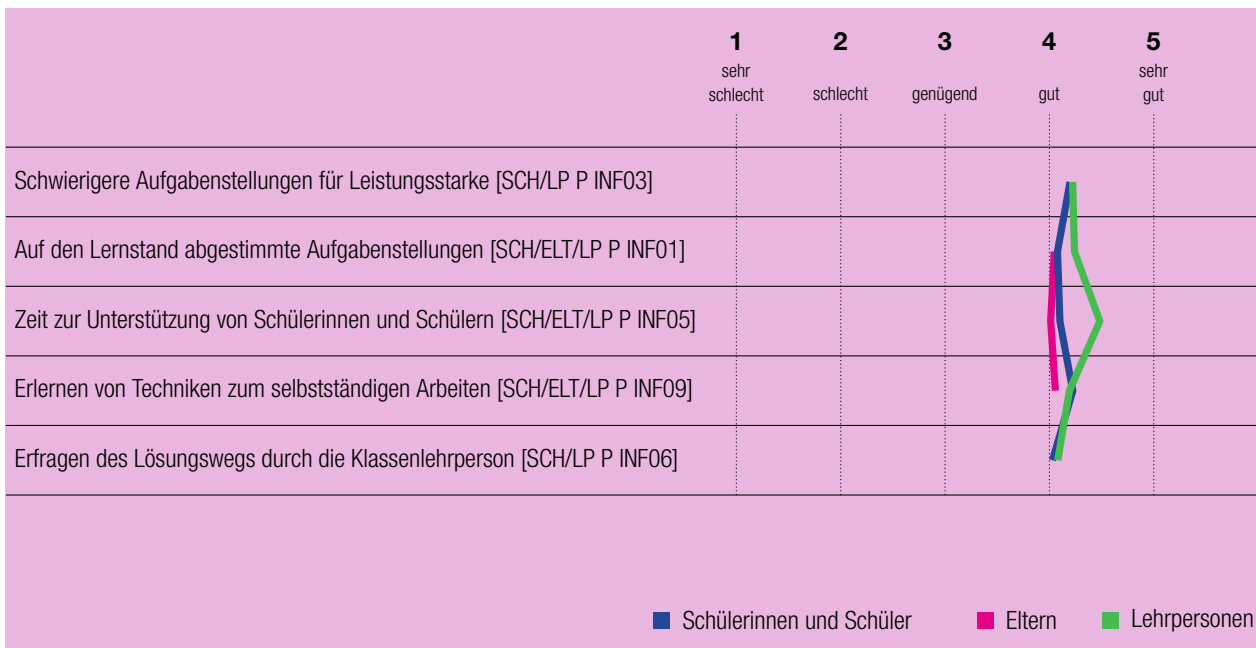 1 2 3 4 5
sehr schlecht schlecht genügend gut sehr gut
Schwierigere Aufgabenstellungen für Leistungsstarke [SCH/LP P INF03]
Auf den Lernstand abgestimmte Aufgabenstellungen [SCH/ELT/LP P INF01]
Zeit zur Unterstützung von Schülerinnen und Schülern [SCH/ELT/LP P INF05]
Erlernen von Techniken zum selbstständigen Arbeiten [SCH/ELT/LP P INF09]
Erfragen des Lösungswegs durch die Klassenlehrperson [SCH/LP P INF06]
Schülerinnen und Schüler Eltern Lehrpersonen